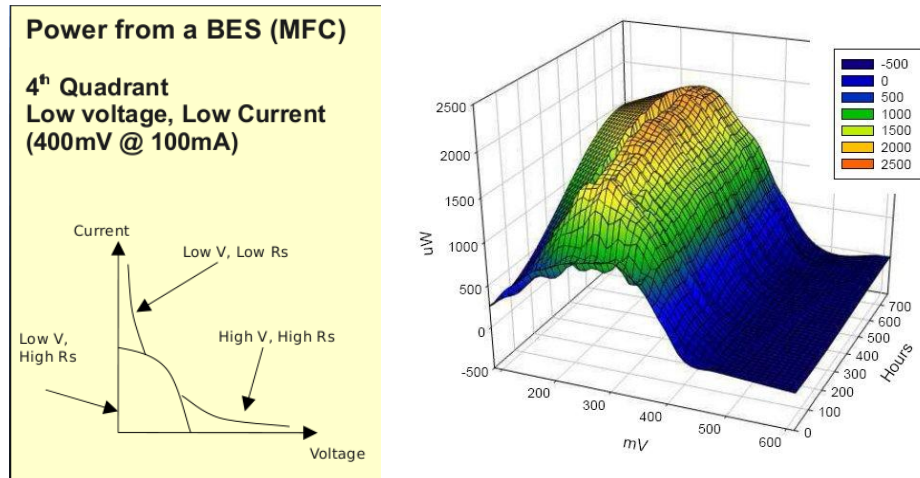 Power from a BES (MFC)
4th Quadrant
Low voltage, Low Current
(400mV @ 100mA)
Current
Low V, Low Rs
Low V,
High Rs
High V, High Rs
Voltage
2500
2000
1500
1000
500
0
-500
uW
200
300
400
500
600
mV
0
100
200
300
400
500
600
700
Hours
-500
0
500
1000
1500
2000
2500